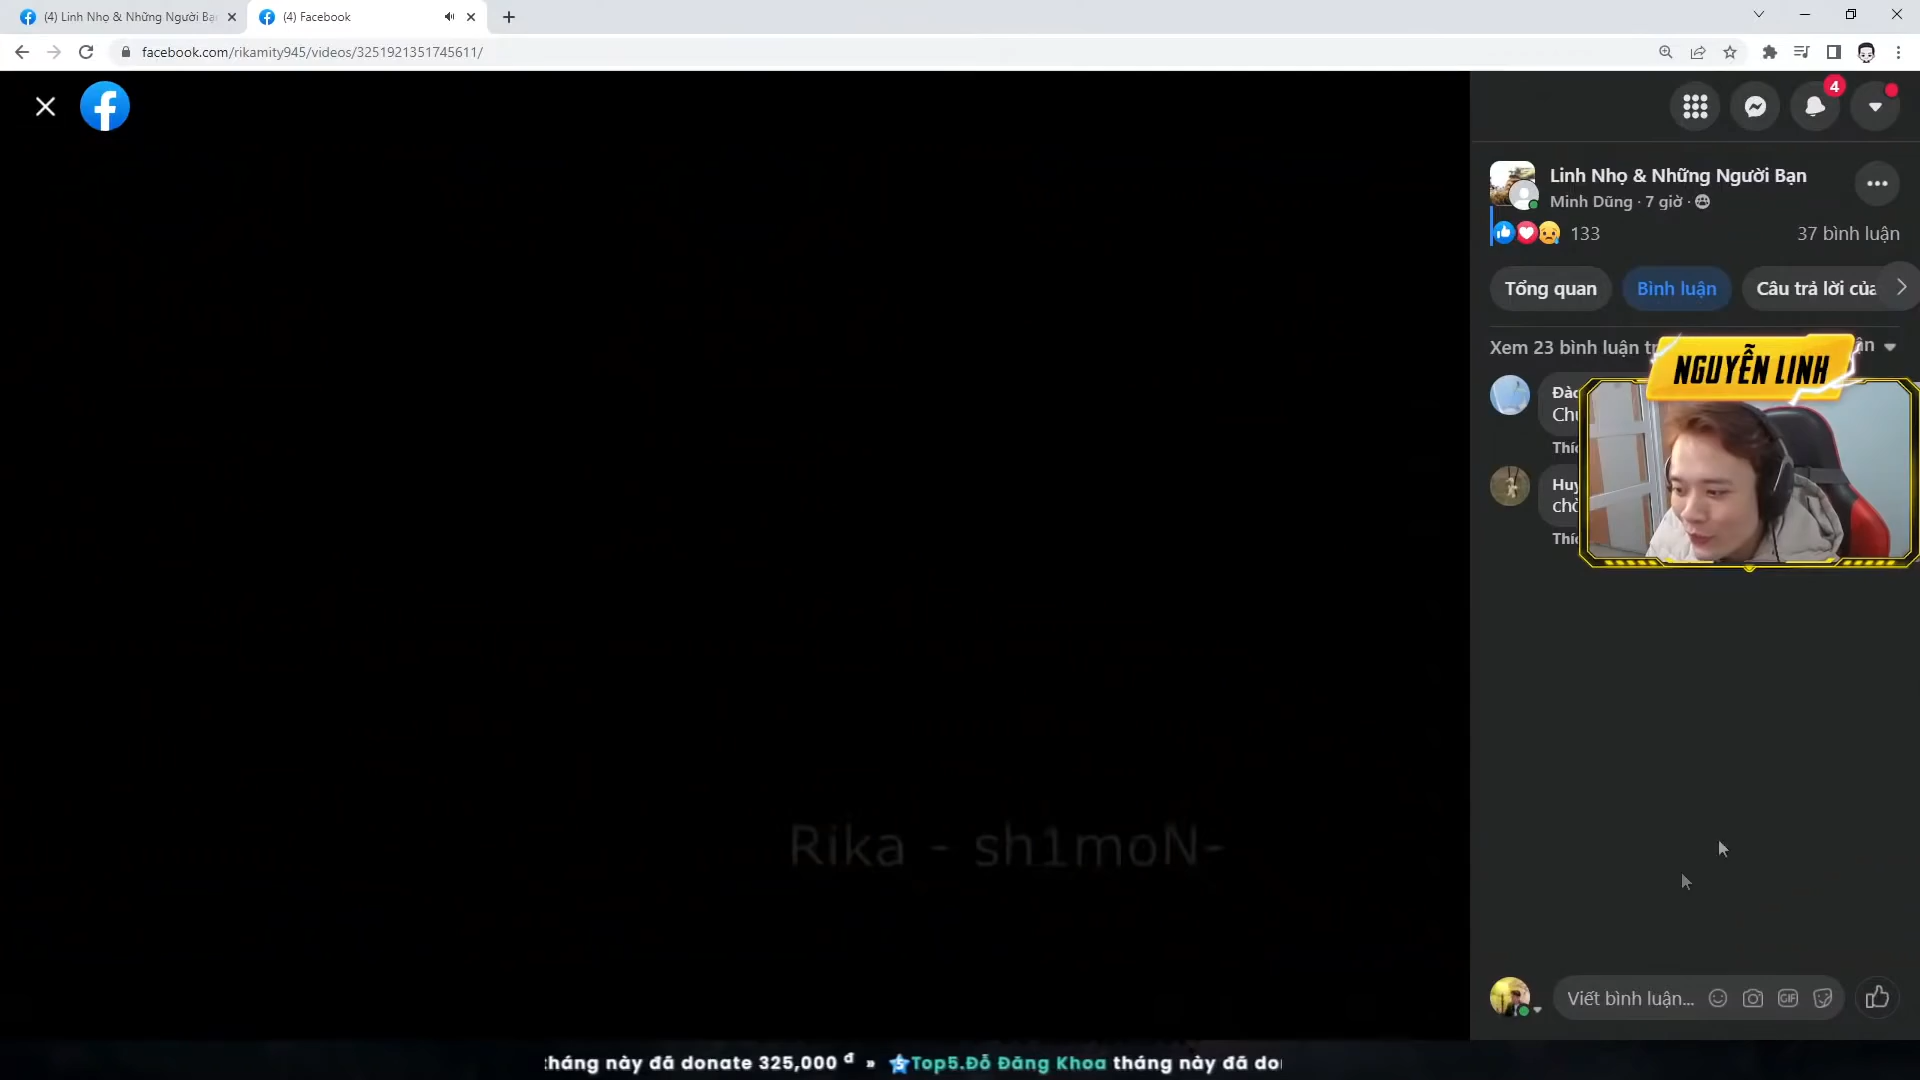 (4) Linh Nhọ & Những Người Bạ
(4) Facebook
facebook.com/rikamity945/videos/3251921351745611/
4
Linh Nhọ & Những Người Bạn
Minh Dũng · 7 giờ ·
133
37 bình luận
Tổng quan
Bình luận
Câu trả lời của
Xem 23 bình luận
NGUYỄN LINH
Rika - sh1moN-
Viết bình luận...
GIF
tháng này đã donate 325,000 đ » 5 Top5.Đỗ Đăng Khoa tháng này đã do